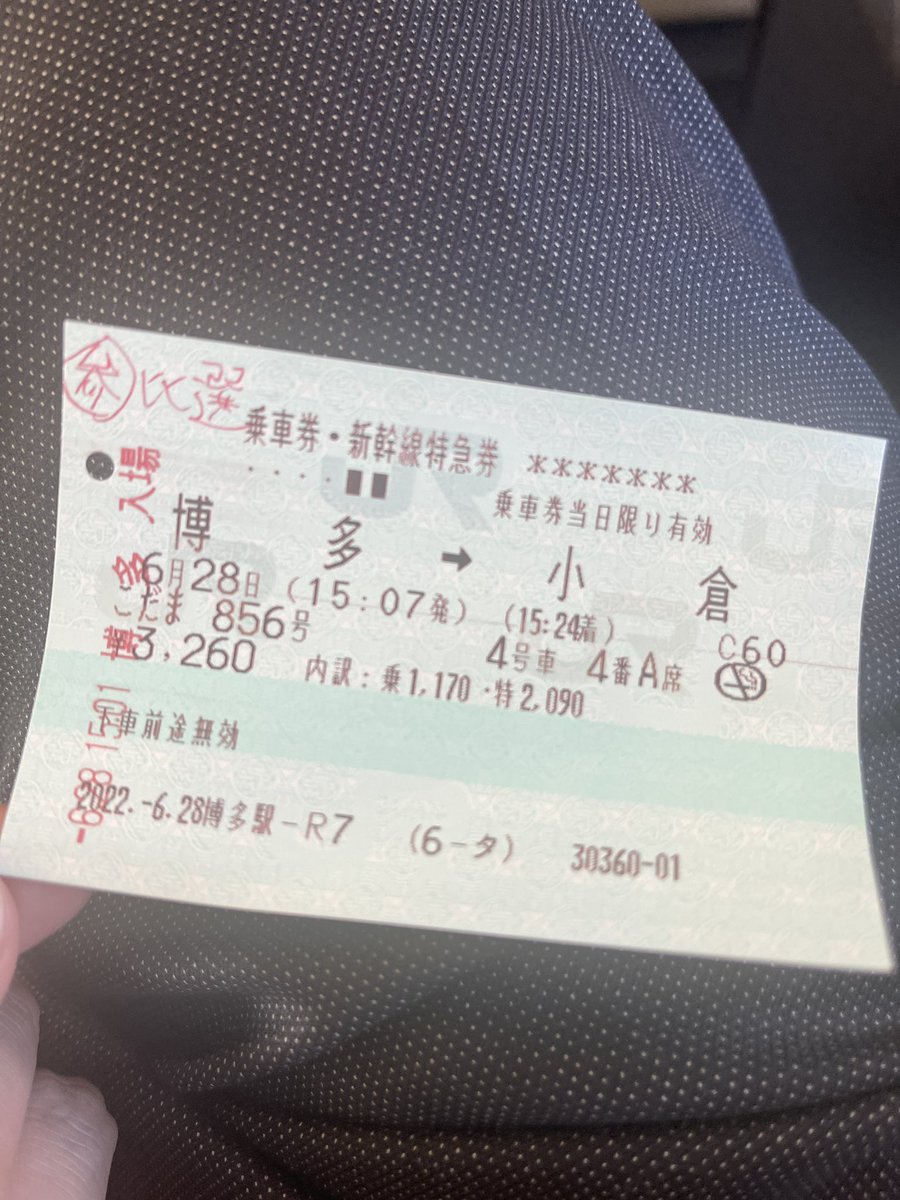 乗車券・新幹線特急券 *******
乗車券当日限り有効
博多 → 小倉
6月28日 (15:07発) (15:24着) C60
こだま 856号 4号車 4番A席
¥3,260 内訳:乗1,170・特2,090
下車前途無効
2022.-6.28博多駅-R7 (6-タ) 30360-01
-6.28 15:01 博多 入場